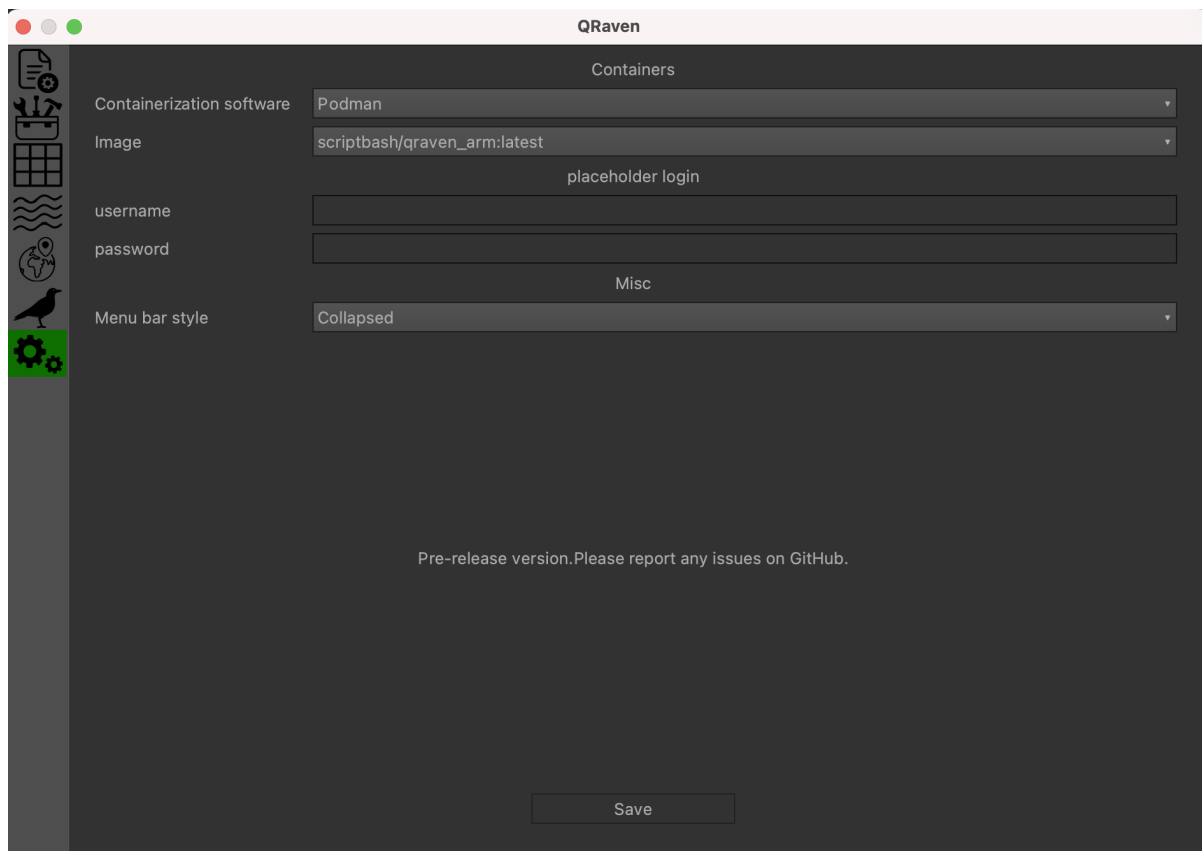 QRaven
Containers
Containerization software Podman
Image scriptbash/qraven_arm:latest
placeholder login
username
password
Misc
Menu bar style Collapsed
Pre-release version.Please report any issues on GitHub.
Save